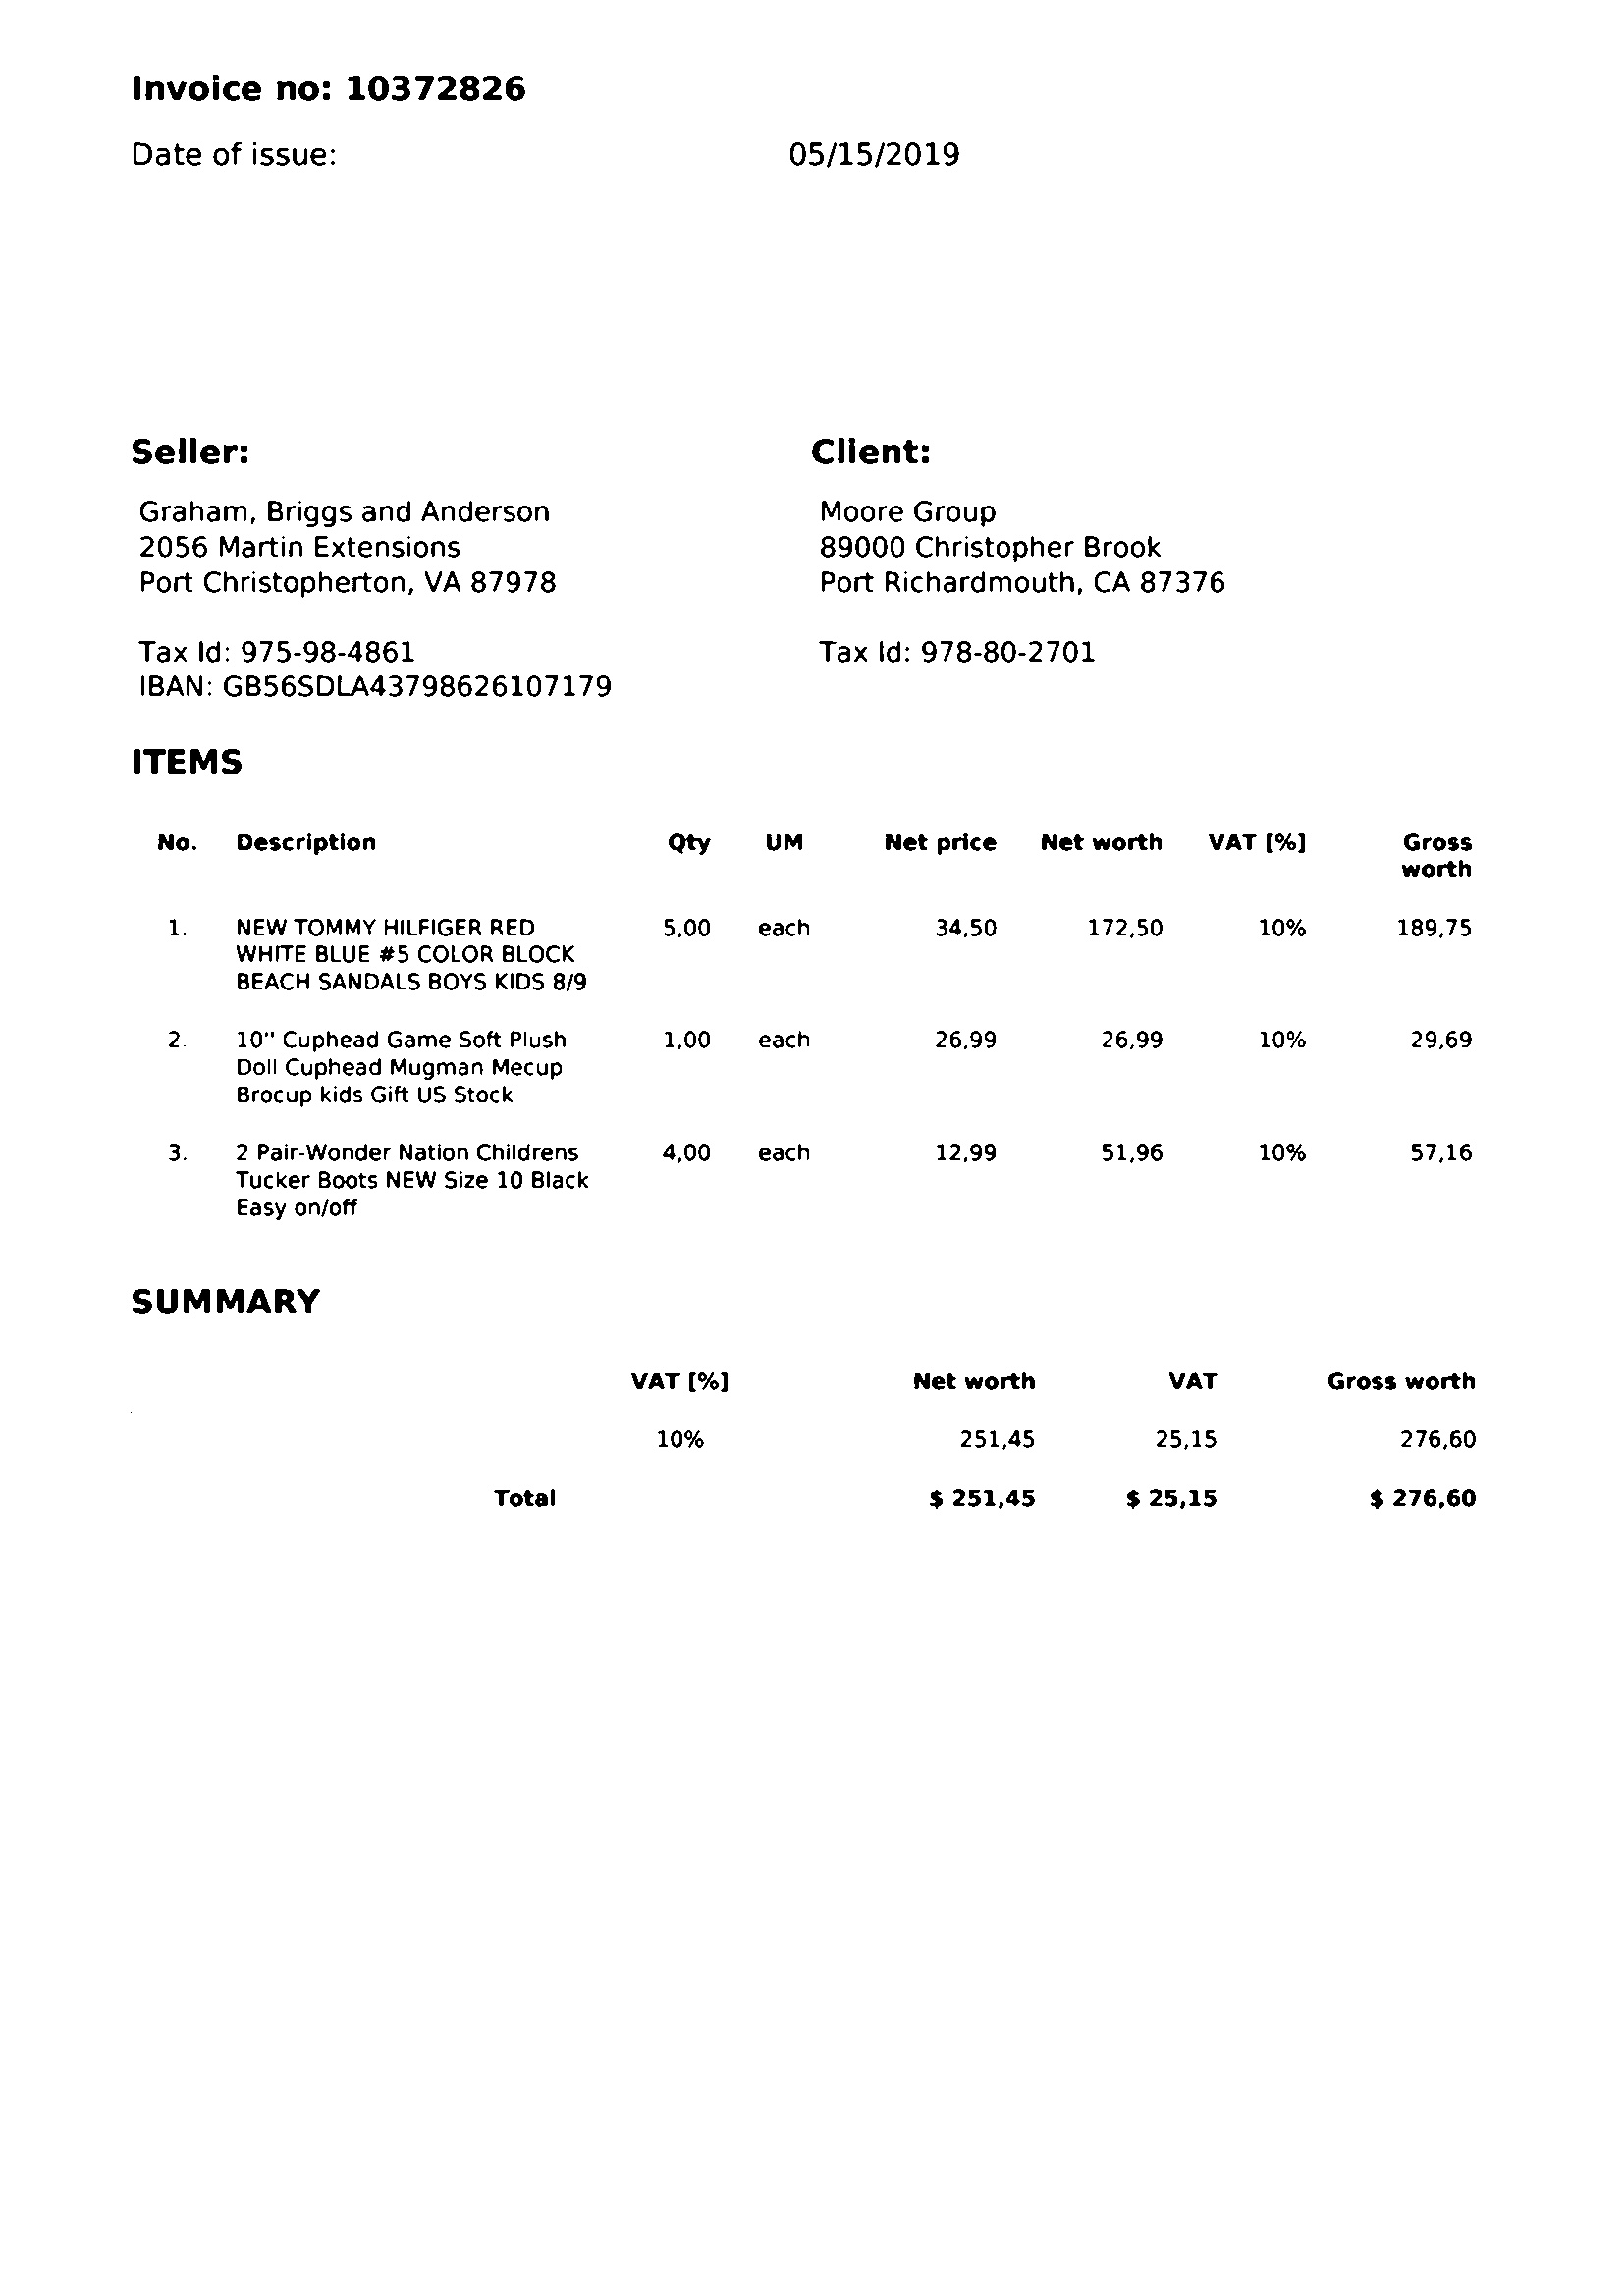 Invoice no: 10372826
Date of issue: 05/15/2019
Seller:
Graham, Briggs and Anderson
2056 Martin Extensions
Port Christopherton, VA 87978
Tax Id: 975-98-4861
IBAN: GB56SDLA43798626107179
Client:
Moore Group
89000 Christopher Brook
Port Richardmouth, CA 87376
Tax Id: 978-80-2701
ITEMS
No. Description Qty UM Net price Net worth VAT [%] Gross
worth
1. NEW TOMMY HILFIGER RED 5,00 each 34,50 172,50 10% 189,75
WHITE BLUE #5 COLOR BLOCK
BEACH SANDALS BOYS KIDS 8/9
2. 10" Cuphead Game Soft Plush 1,00 each 26,99 26,99 10% 29,69
Doll Cuphead Mugman Mecup
Brocup kids Gift US Stock
3. 2 Pair-Wonder Nation Childrens 4,00 each 12,99 51,96 10% 57,16
Tucker Boots NEW Size 10 Black
Easy on/off
SUMMARY
VAT [%] Net worth VAT Gross worth
10% 251,45 25,15 276,60
Total $ 251,45 $ 25,15 $ 276,60